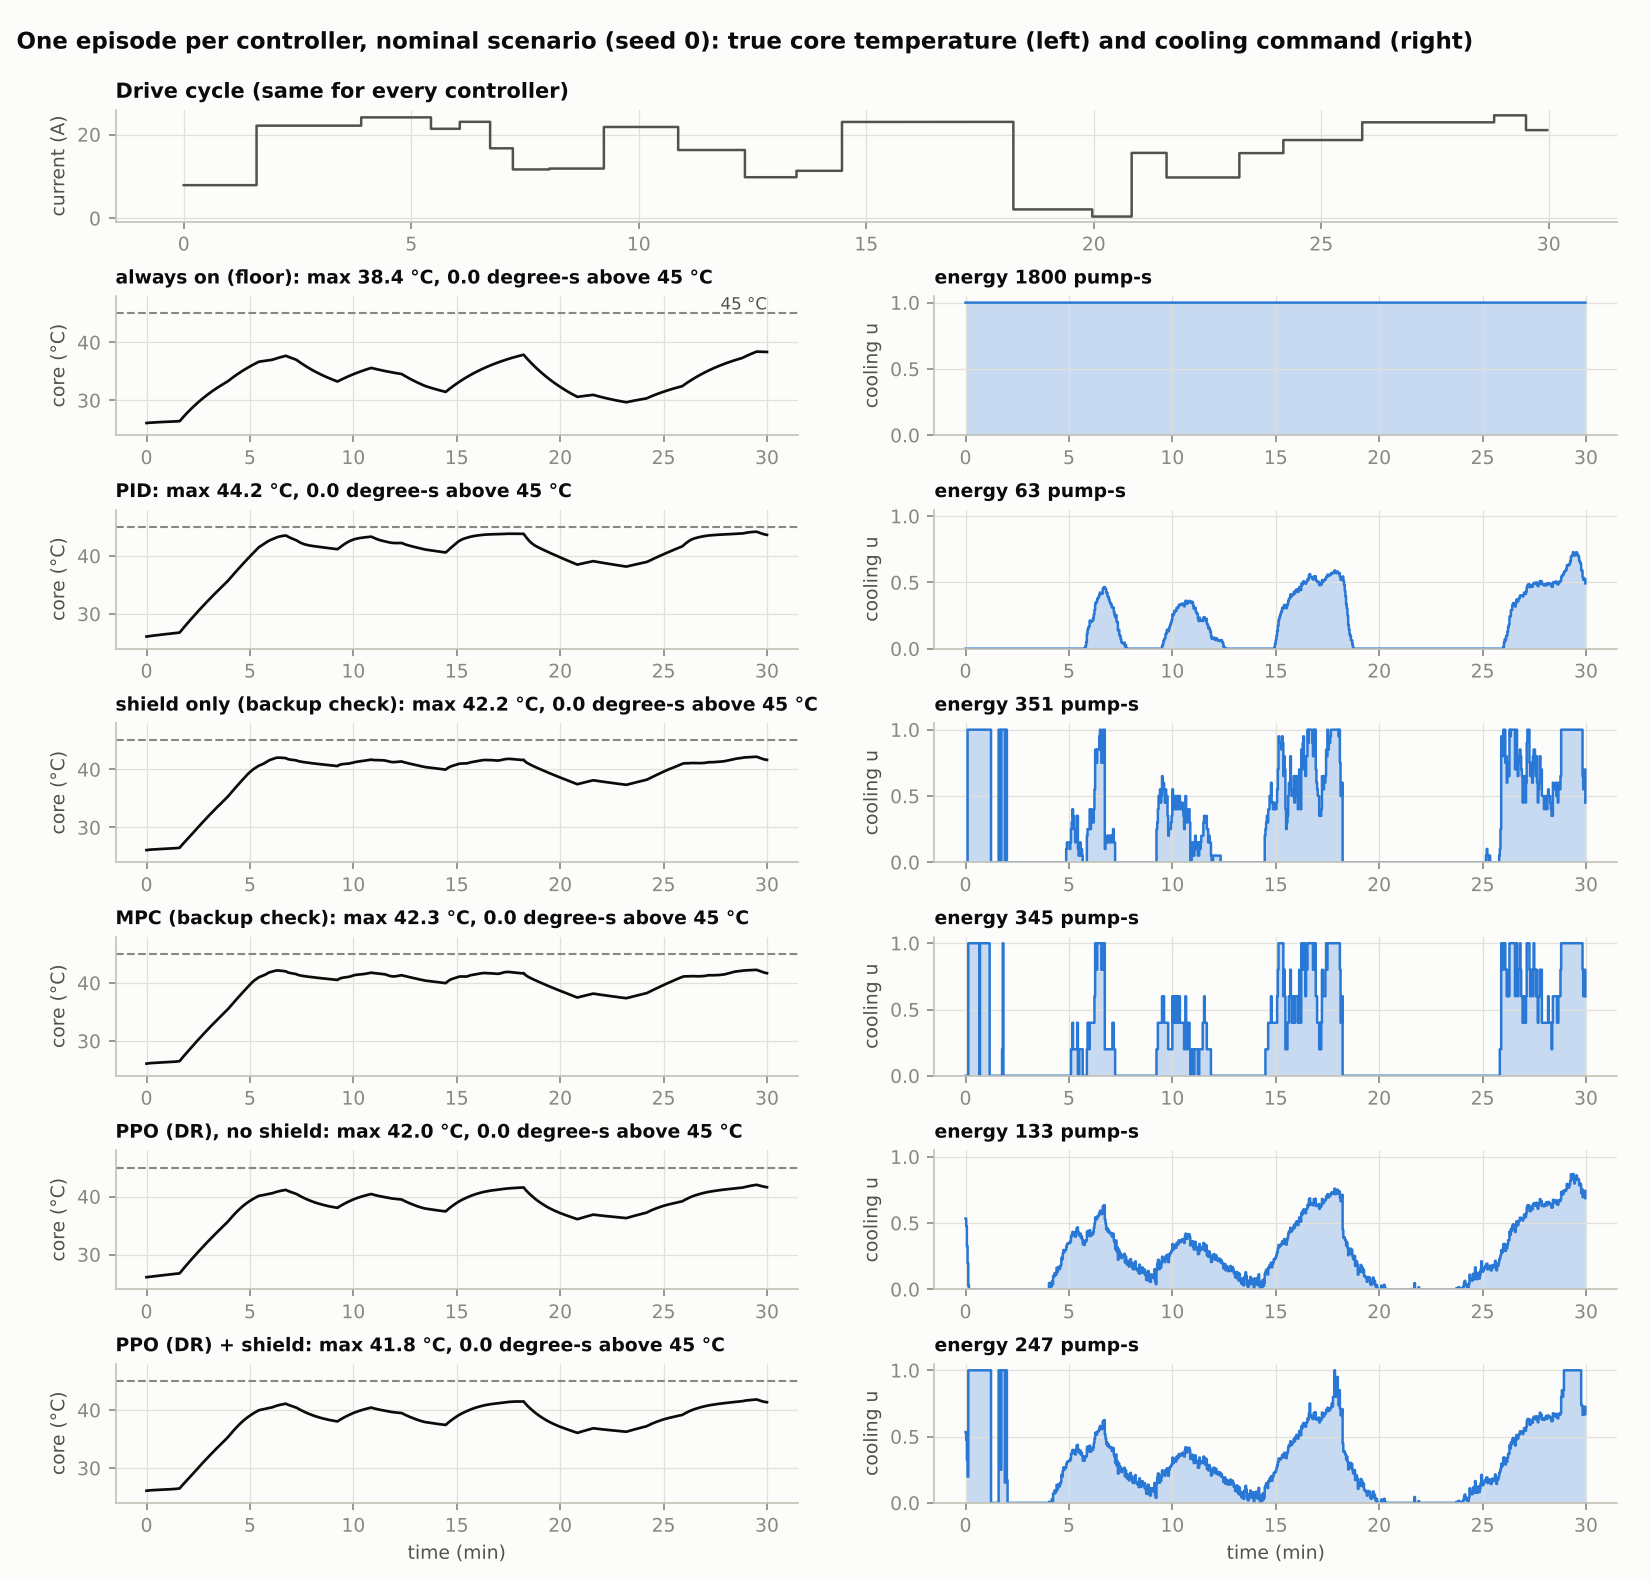 One episode per controller, nominal scenario (seed 0): true core temperature (left) and cooling command (right)
Drive cycle (same for every controller)
current (A)
20
0
0 5 10 15 20 25 30
always on (floor): max 38.4 °C, 0.0 degree-s above 45 °C
energy 1800 pump-s
45 °C
core (°C)
40
30
0 5 10 15 20 25 30
cooling u
1.0
0.5
0.0
0 5 10 15 20 25 30
PID: max 44.2 °C, 0.0 degree-s above 45 °C
energy 63 pump-s
core (°C)
40
30
0 5 10 15 20 25 30
cooling u
1.0
0.5
0.0
0 5 10 15 20 25 30
shield only (backup check): max 42.2 °C, 0.0 degree-s above 45 °C
energy 351 pump-s
core (°C)
40
30
0 5 10 15 20 25 30
cooling u
1.0
0.5
0.0
0 5 10 15 20 25 30
MPC (backup check): max 42.3 °C, 0.0 degree-s above 45 °C
energy 345 pump-s
core (°C)
40
30
0 5 10 15 20 25 30
cooling u
1.0
0.5
0.0
0 5 10 15 20 25 30
PPO (DR), no shield: max 42.0 °C, 0.0 degree-s above 45 °C
energy 133 pump-s
core (°C)
40
30
0 5 10 15 20 25 30
cooling u
1.0
0.5
0.0
0 5 10 15 20 25 30
PPO (DR) + shield: max 41.8 °C, 0.0 degree-s above 45 °C
energy 247 pump-s
core (°C)
40
30
0 5 10 15 20 25 30
time (min)
cooling u
1.0
0.5
0.0
0 5 10 15 20 25 30
time (min)